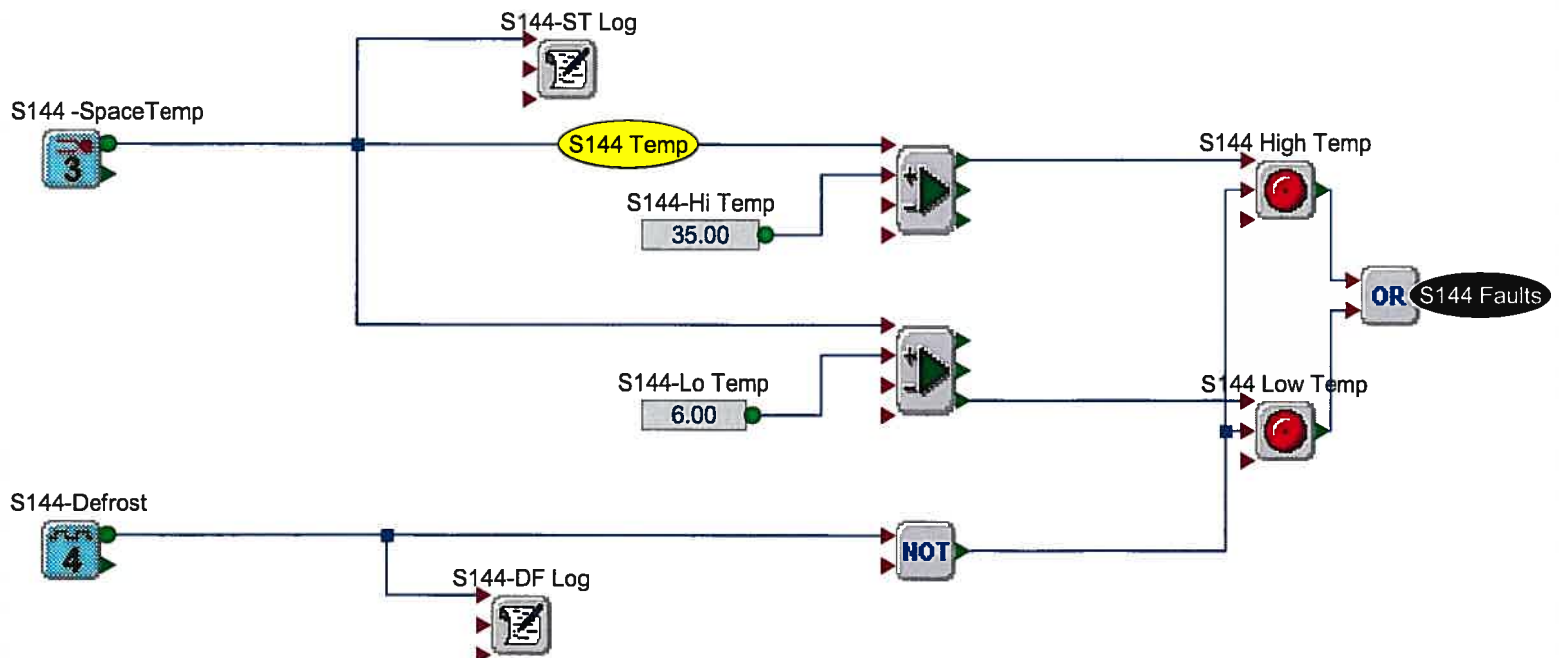 S144-ST Log
S144 -SpaceTemp
3
S144 Temp
S144 High Temp
+
−
S144-Hi Temp
35.00
OR
S144 Faults
+
−
S144-Lo Temp
6.00
S144 Low Temp
S144-Defrost
4
NOT
S144-DF Log